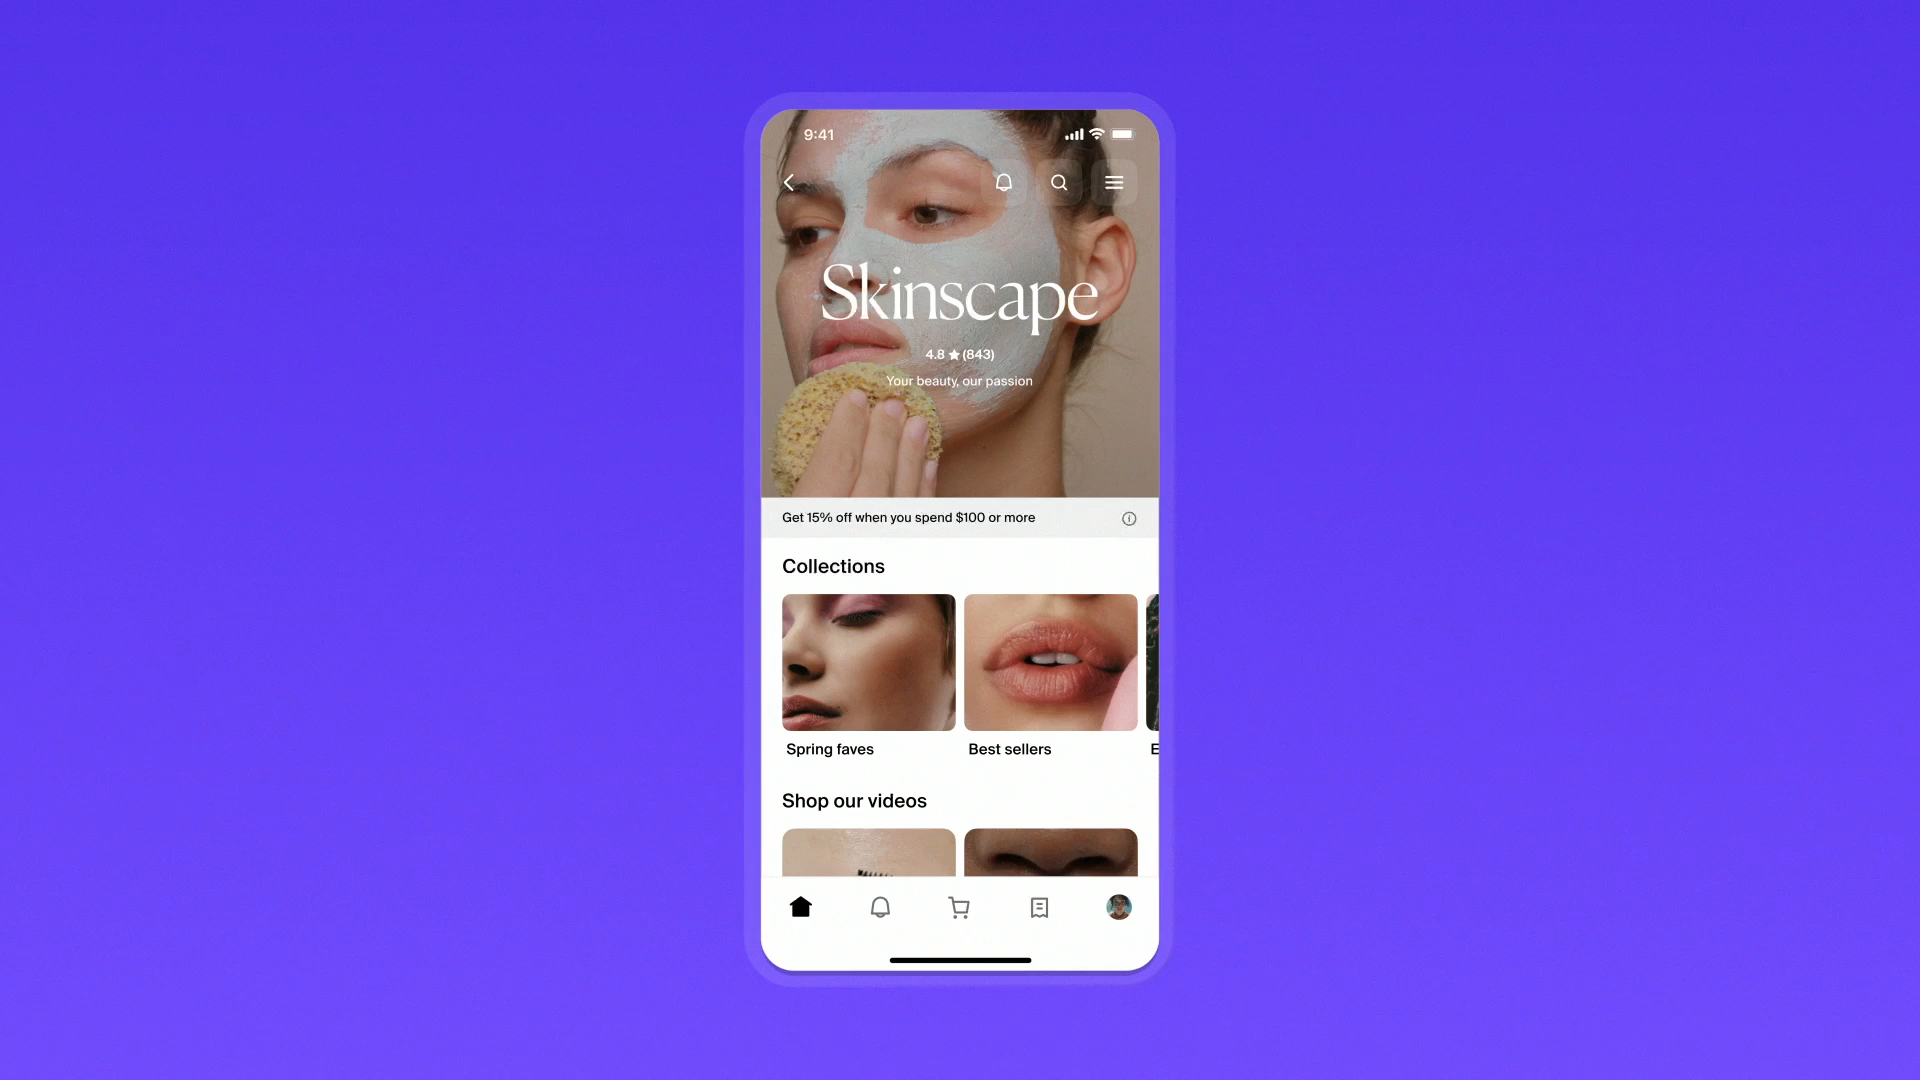 9:41
Skinscape
4.8 ★ (843)
Your beauty, our passion
Get 15% off when you spend $100 or more
Collections
Spring faves
Best sellers
E
Shop our videos